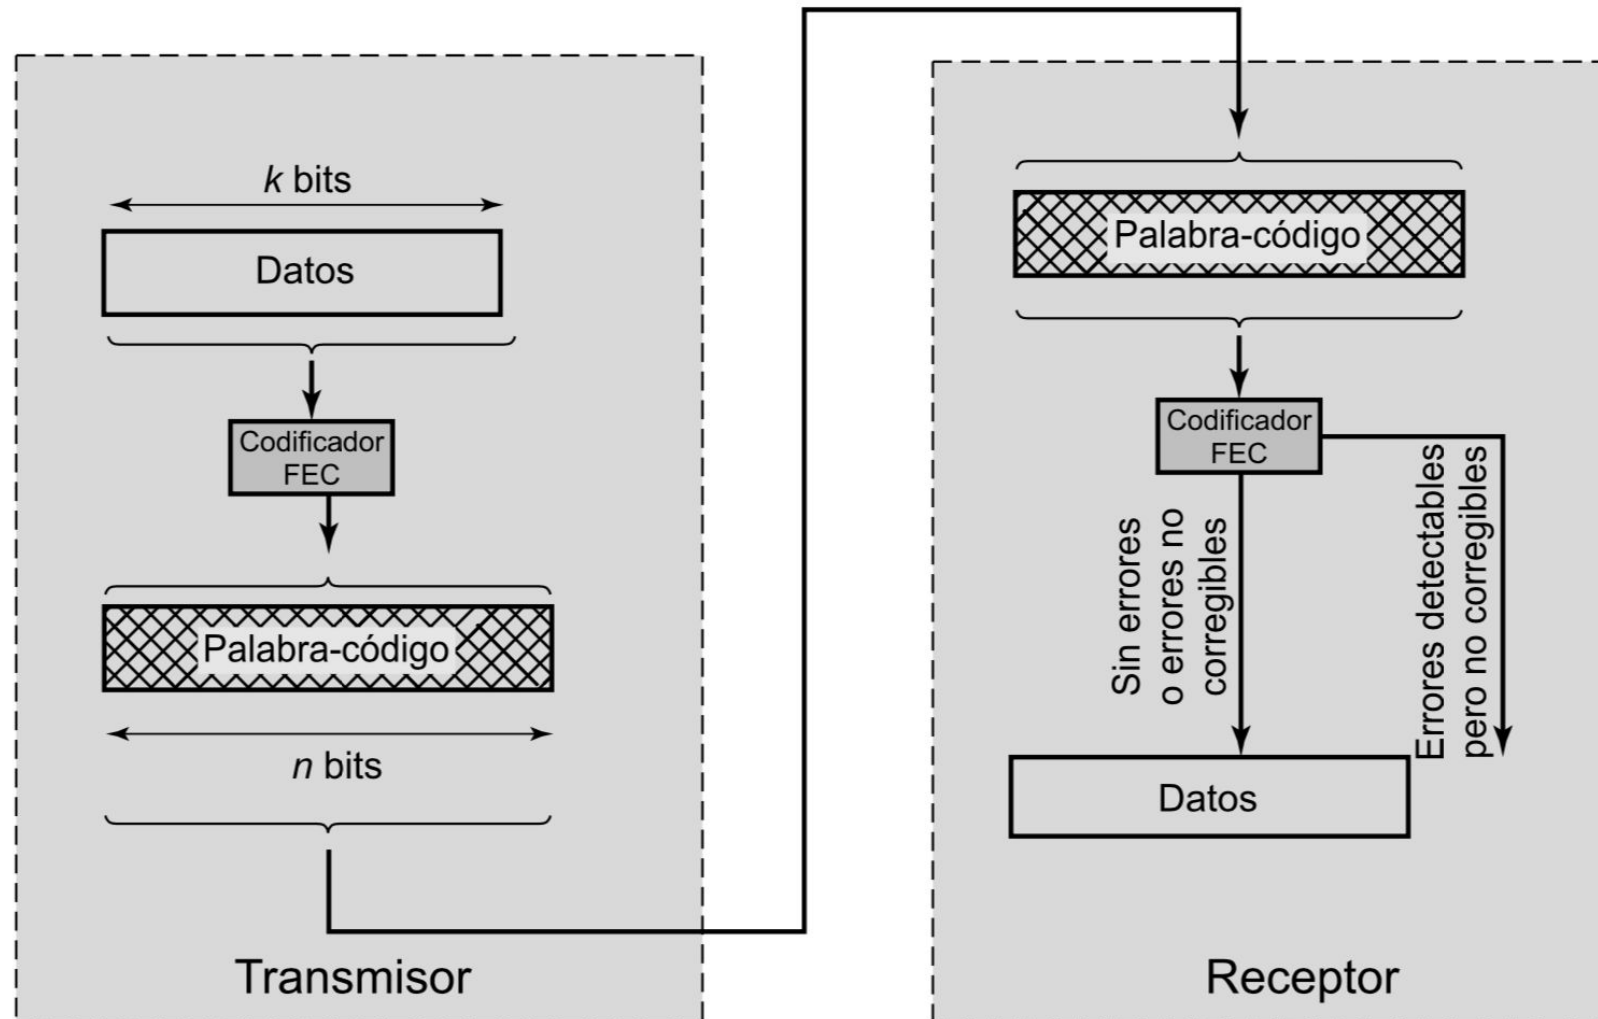 k bits
Datos
Codificador
FEC
Palabra-código
n bits
Transmisor
Palabra-código
Codificador
FEC
Sin errores
o errores no
corregibles
Errores detectables
pero no corregibles
Datos
Receptor